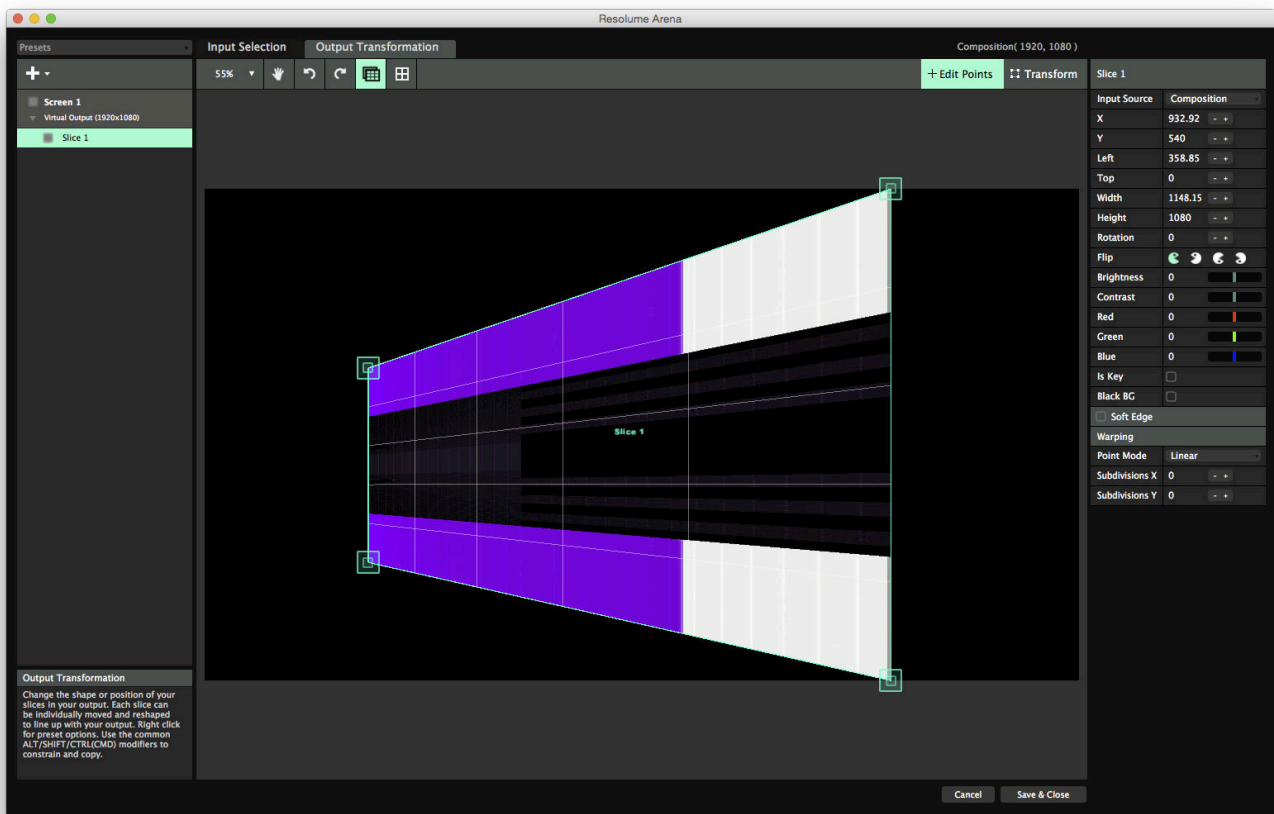 Resolume Arena
Presets
Input Selection
Output Transformation
Composition( 1920, 1080 )
55%
+ Edit Points
Transform
Slice 1
Screen 1
Virtual Output (1920x1080)
Slice 1
Input Source Composition
X 932.92 - +
Y 540 - +
Left 358.85 - +
Top 0 - +
Width 1148.15 - +
Height 1080 - +
Rotation 0 - +
Flip
Brightness 0
Contrast 0
Red 0
Green 0
Blue 0
Is Key
Black BG
Soft Edge
Warping
Point Mode Linear
Subdivisions X 0 - +
Subdivisions Y 0 - +
Slice 1
Output Transformation
Change the shape or position of your
slices in your output. Each slice can
be individually moved and reshaped
to line up with your output. Right click
for preset options. Use the common
ALT/SHIFT/CTRL(CMD) modifiers to
constrain and copy.
Cancel
Save & Close